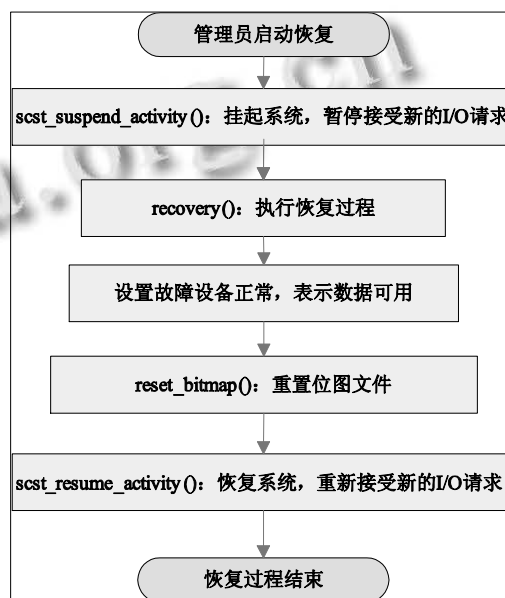 管理员启动恢复
scst_suspend_activity()：挂起系统，暂停接受新的I/O请求
recovery()：执行恢复过程
设置故障设备正常，表示数据可用
reset_bitmap()：重置位图文件
scst_resume_activity()：恢复系统，重新接受新的I/O请求
恢复过程结束